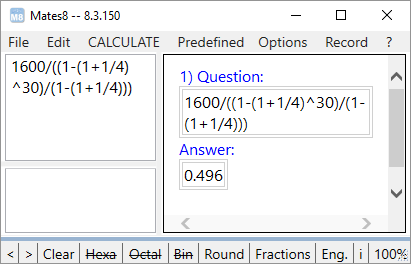 Mates8 -- 8.3.150
File Edit CALCULATE Predefined Options Record ?
1600/((1-(1+1/4)
^30)/(1-(1+1/4)))
1) Question:
1600/((1-(1+1/4)^30)/(1-
(1+1/4)))
Answer:
0.496
< > Clear Hexa Octal Bin Round Fractions Eng. i 100%